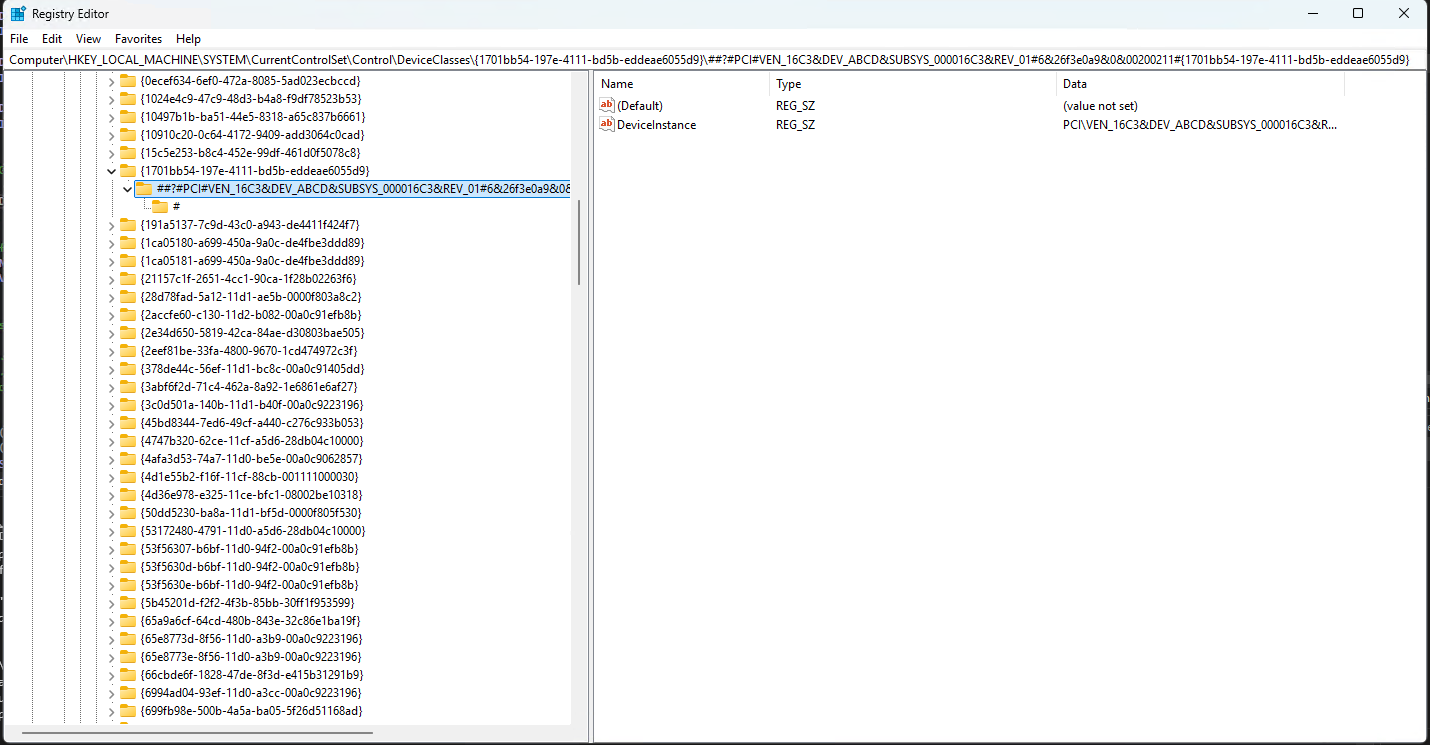 Registry Editor
File Edit View Favorites Help
Computer\HKEY_LOCAL_MACHINE\SYSTEM\CurrentControlSet\Control\DeviceClasses\{1701bb54-197e-4111-bd5b-eddeae6055d9}\##?#PCI#VEN_16C3&DEV_ABCD&SUBSYS_000016C3&REV_01#6&26f3e0a9&0&00200211#{1701bb54-197e-4111-bd5b-eddeae6055d9}
{0ecef634-6ef0-472a-8085-5ad023ecbccd}
{1024e4c9-47c9-48d3-b4a8-f9df78523b53}
{10497b1b-ba51-44e5-8318-a65c837b6661}
{10910c20-0c64-4172-9409-add3064c0cad}
{15c5e253-b8c4-452e-99df-461d0f5078c8}
{1701bb54-197e-4111-bd5b-eddeae6055d9}
##?#PCI#VEN_16C3&DEV_ABCD&SUBSYS_000016C3&REV_01#6&26f3e0a9&0&
#
{191a5137-7c9d-43c0-a943-de4411f424f7}
{1ca05180-a699-450a-9a0c-de4fbe3ddd89}
{1ca05181-a699-450a-9a0c-de4fbe3ddd89}
{21157c1f-2651-4cc1-90ca-1f28b02263f6}
{28d78fad-5a12-11d1-ae5b-0000f803a8c2}
{2accfe60-c130-11d2-b082-00a0c91efb8b}
{2e34d650-5819-42ca-84ae-d30803bae505}
{2eef81be-33fa-4800-9670-1cd474972c3f}
{378de44c-56ef-11d1-bc8c-00a0c91405dd}
{3abf6f2d-71c4-462a-8a92-1e6861e6af27}
{3c0d501a-140b-11d1-b40f-00a0c9223196}
{45bd8344-7ed6-49cf-a440-c276c933b053}
{4747b320-62ce-11cf-a5d6-28db04c10000}
{4afa3d53-74a7-11d0-be5e-00a0c9062857}
{4d1e55b2-f16f-11cf-88cb-001111000030}
{4d36e978-e325-11ce-bfc1-08002be10318}
{50dd5230-ba8a-11d1-bf5d-0000f805f530}
{53172480-4791-11d0-a5d6-28db04c10000}
{53f56307-b6bf-11d0-94f2-00a0c91efb8b}
{53f5630d-b6bf-11d0-94f2-00a0c91efb8b}
{53f5630e-b6bf-11d0-94f2-00a0c91efb8b}
{5b45201d-f2f2-4f3b-85bb-30ff1f953599}
{65a9a6cf-64cd-480b-843e-32c86e1ba19f}
{65e8773d-8f56-11d0-a3b9-00a0c9223196}
{65e8773e-8f56-11d0-a3b9-00a0c9223196}
{66cbde6f-1828-47de-8f3d-e415b31291b9}
{6994ad04-93ef-11d0-a3cc-00a0c9223196}
{699fb98e-500b-4a5a-ba05-5f26d51168ad}
Name Type Data
(Default) REG_SZ (value not set)
DeviceInstance REG_SZ PCI\VEN_16C3&DEV_ABCD&SUBSYS_000016C3&R...